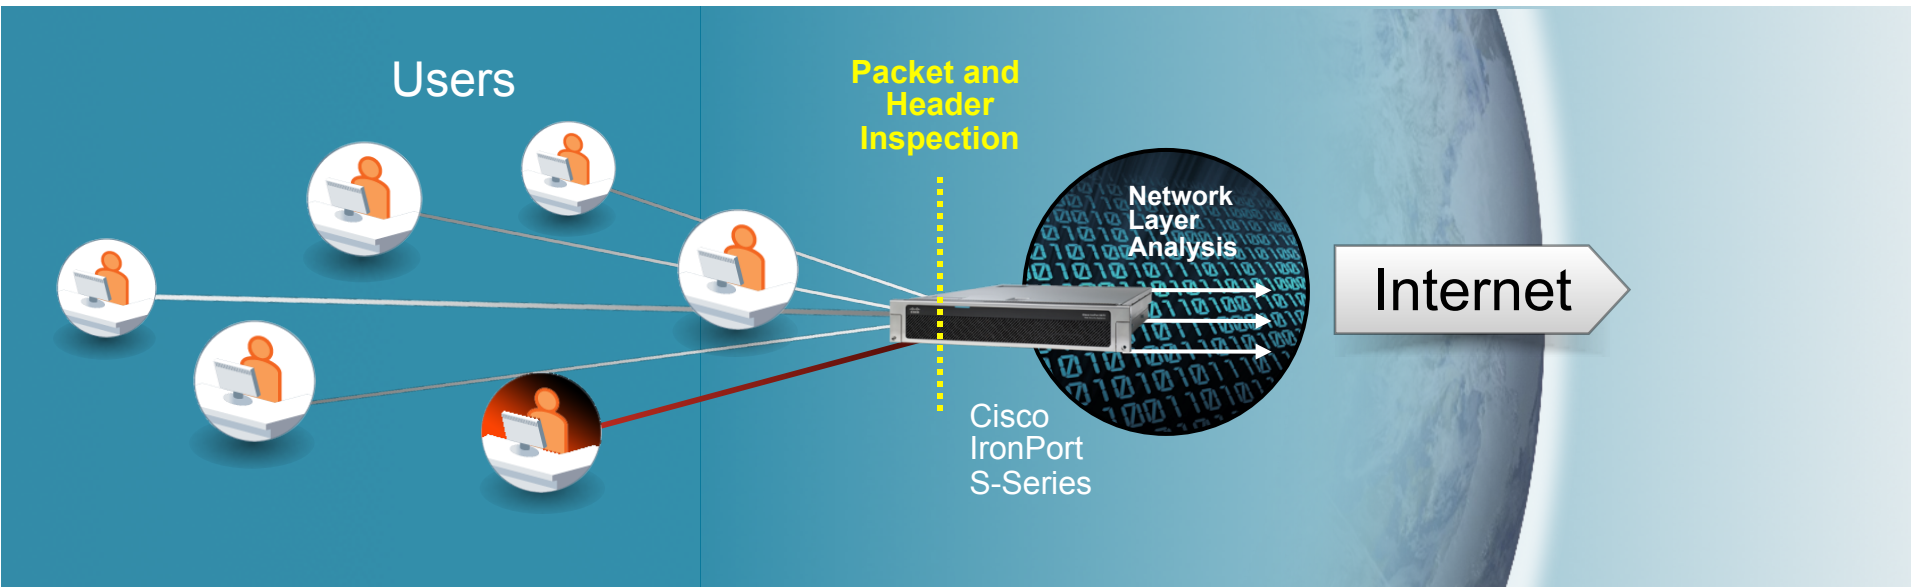 Users
Packet and
Header
Inspection
Network
Layer
Analysis
Internet
Cisco
IronPort
S-Series